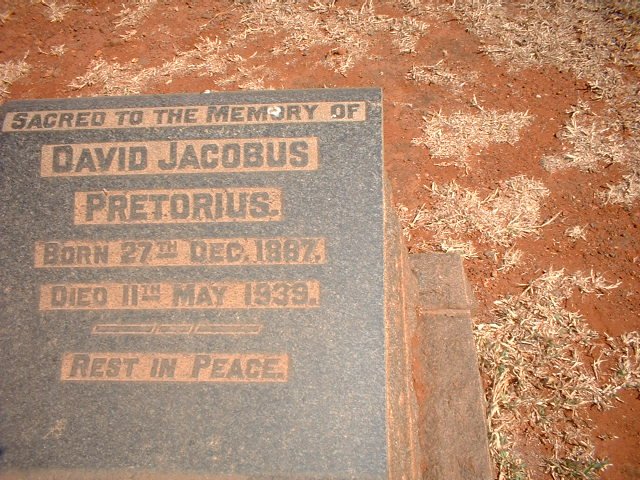 SACRED TO THE MEMORY OF
DAVID JACOBUS
PRETORIUS.
BORN 27TH DEC. 1887.
DIED 11TH MAY 1939.
REST IN PEACE.